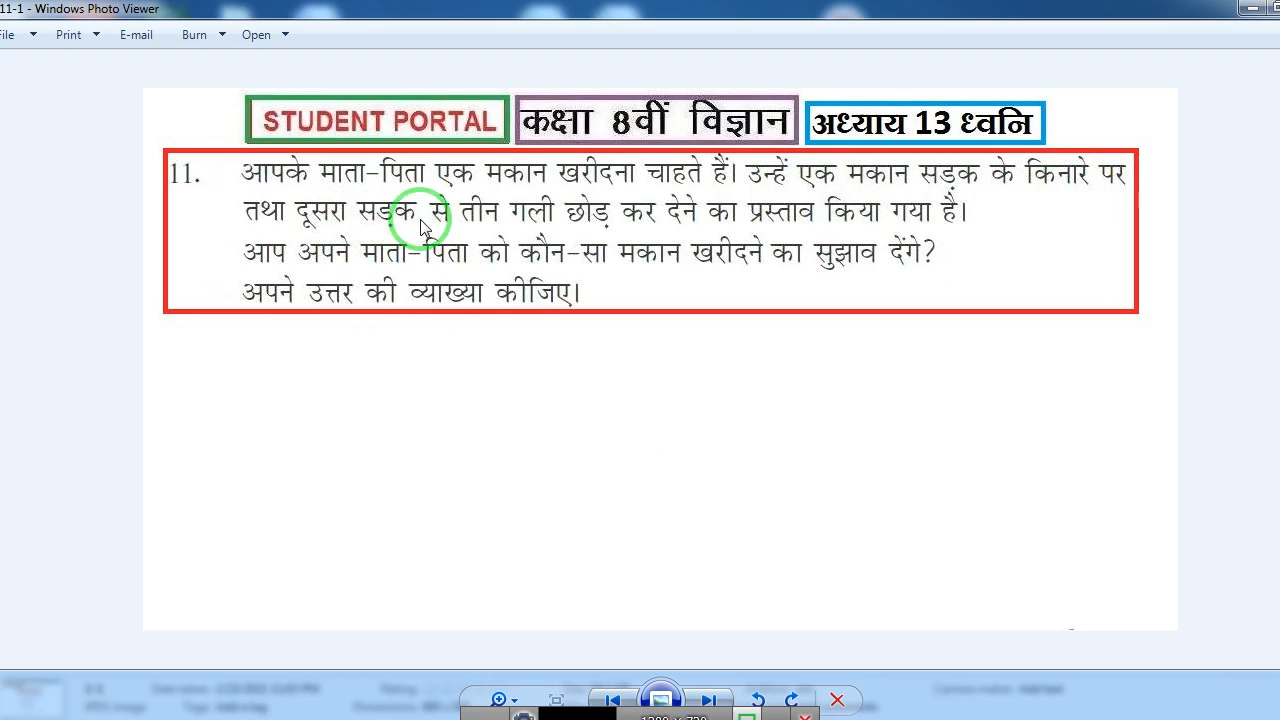 11-1 - Windows Photo Viewer
File Print E-mail Burn Open
STUDENT PORTAL कक्षा 8वीं विज्ञान अध्याय 13 ध्वनि
11. आपके माता-पिता एक मकान खरीदना चाहते हैं। उन्हें एक मकान सड़क के किनारे पर
तथा दूसरा सड़क से तीन गली छोड़ कर देने का प्रस्ताव किया गया है।
आप अपने माता-पिता को कौन-सा मकान खरीदने का सुझाव देंगे?
अपने उत्तर की व्याख्या कीजिए।